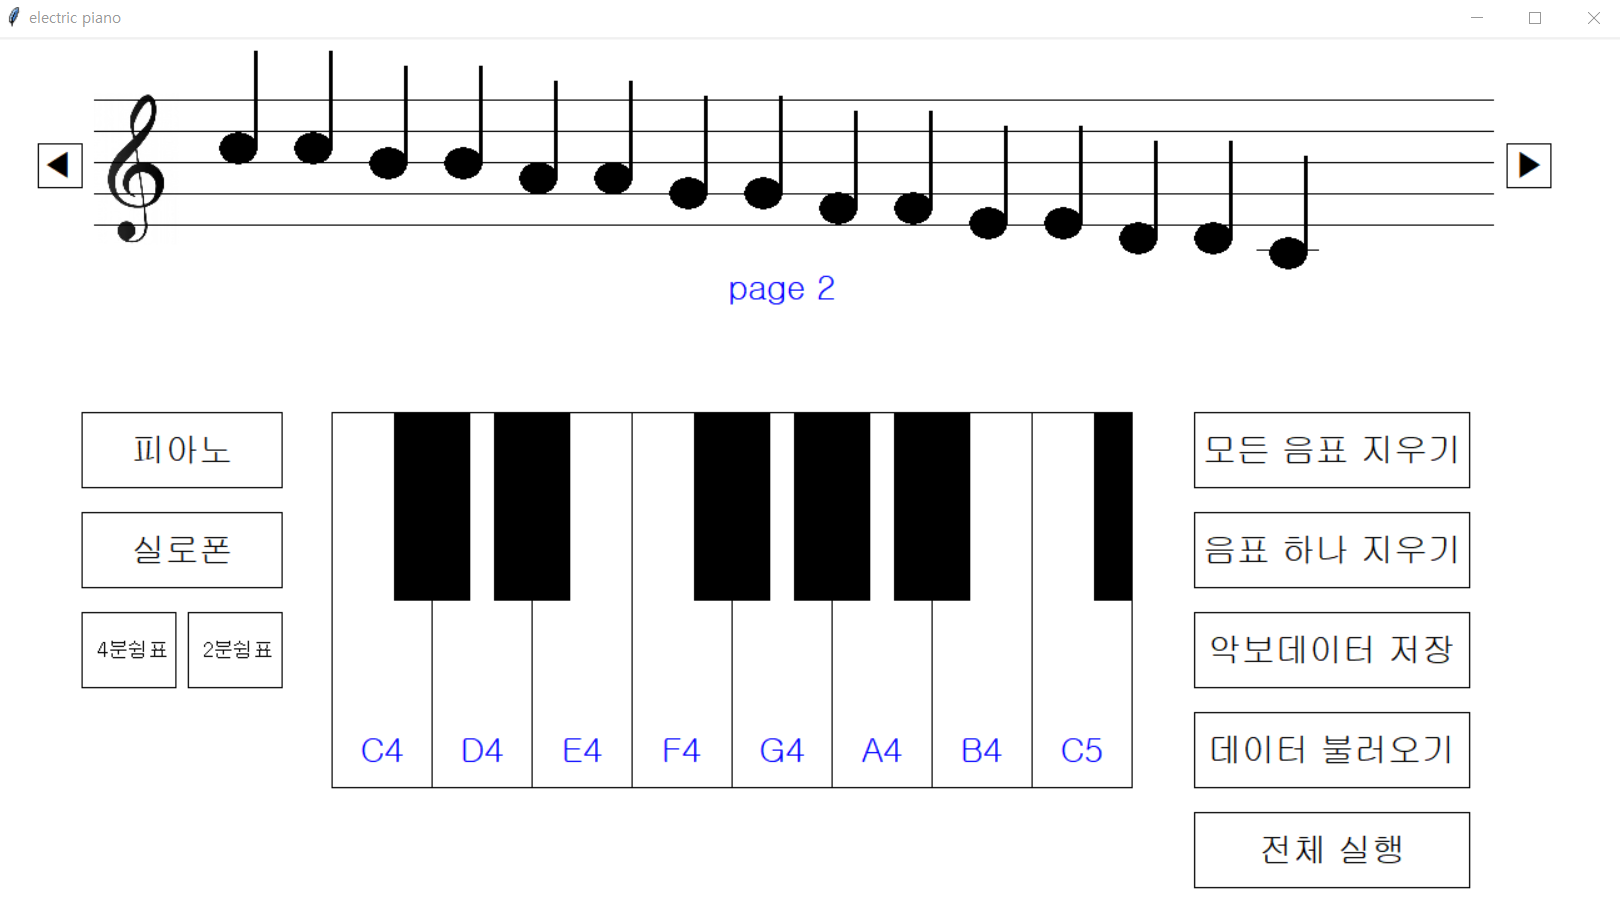 electric piano
page 2
피아노
실로폰
4분쉼표 2분쉼표
C4 D4 E4 F4 G4 A4 B4 C5
모든 음표 지우기
음표 하나 지우기
악보데이터 저장
데이터 불러오기
전체 실행